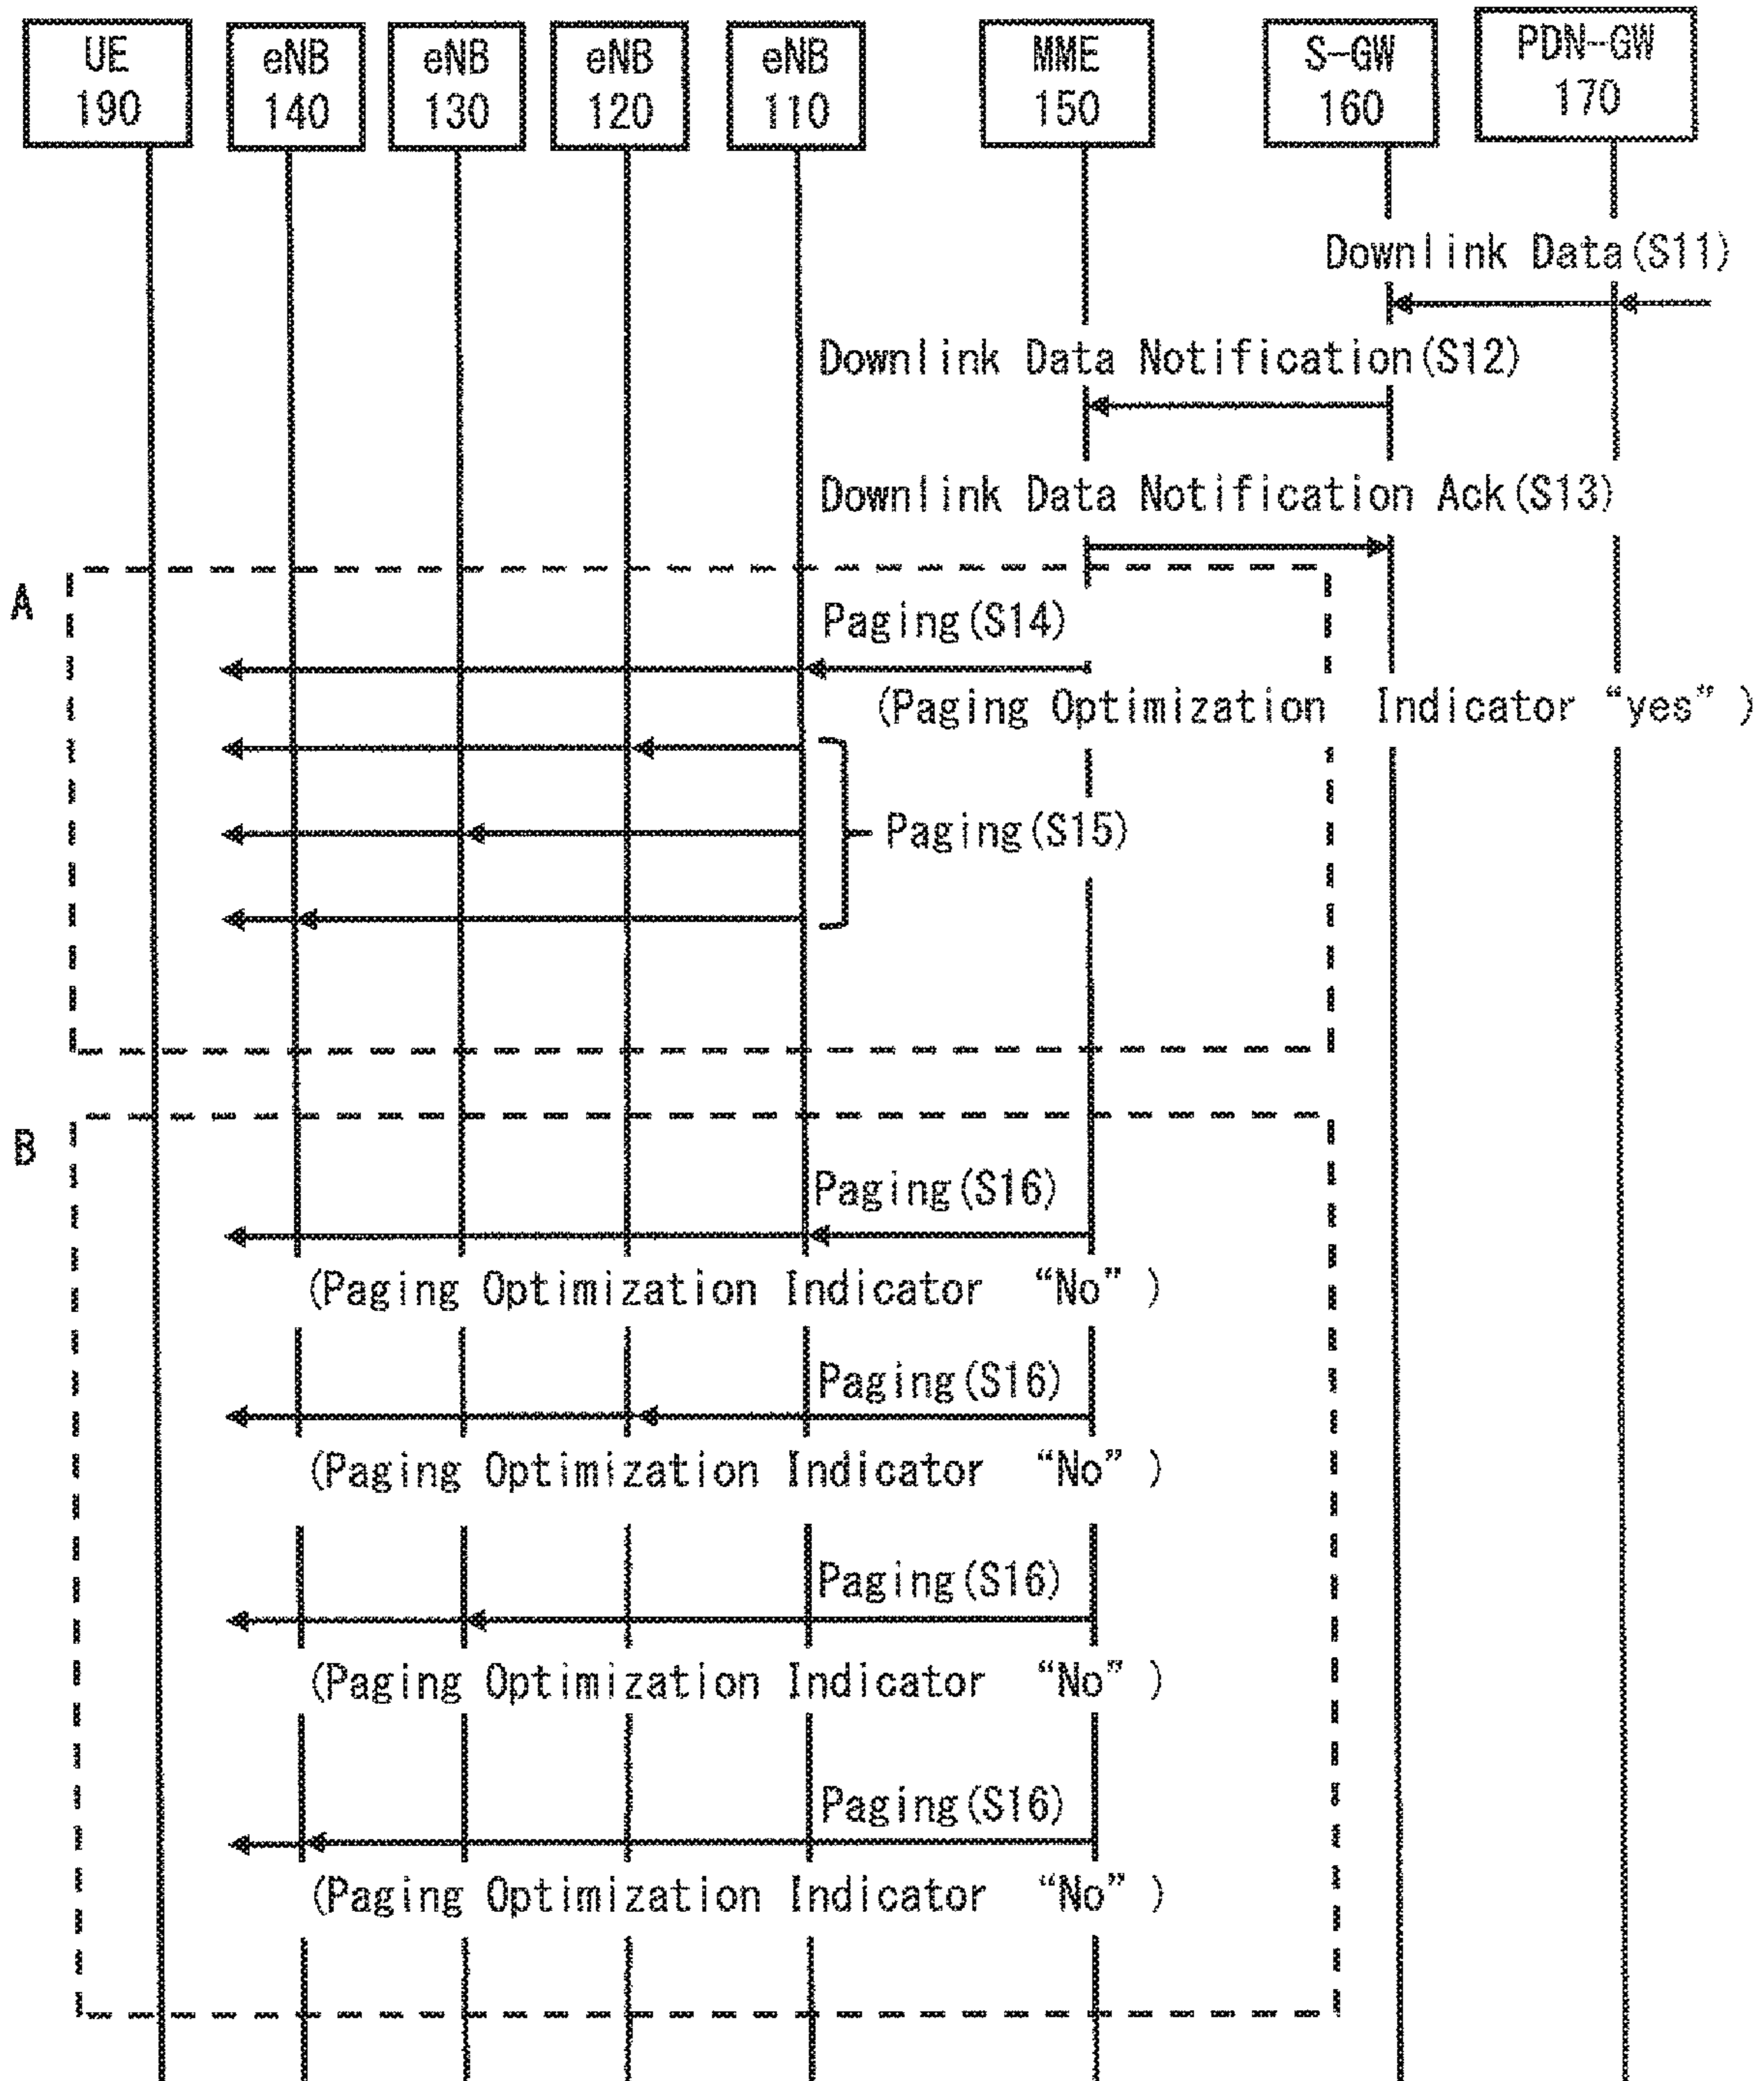 UE
190
eNB
140
eNB
130
eNB
120
eNB
110
MME
150
S-GW
160
PDN-GW
170
Downlink Data(S11)
Downlink Data Notification(S12)
Downlink Data Notification Ack(S13)
A
Paging(S14)
(Paging Optimization Indicator “yes” )
Paging(S15)
B
Paging(S16)
(Paging Optimization Indicator “No” )
Paging(S16)
(Paging Optimization Indicator “No” )
Paging(S16)
(Paging Optimization Indicator “No” )
Paging(S16)
(Paging Optimization Indicator “No” )